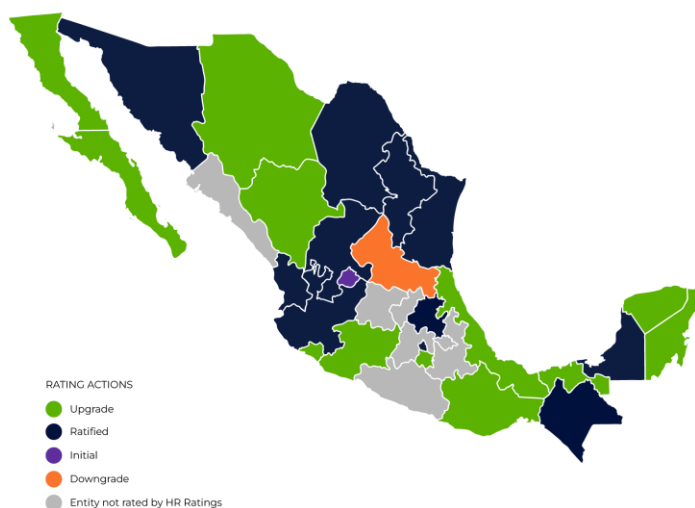 RATING ACTIONS
Upgrade
Ratified
Initial
Downgrade
Entity not rated by HR Ratings